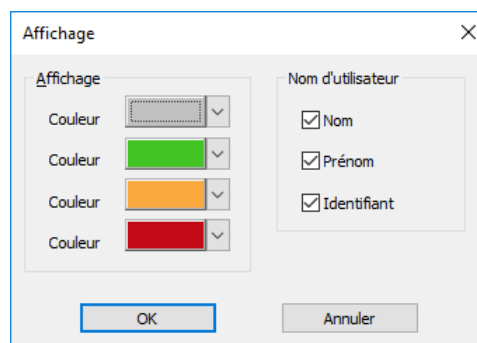 Affichage
Affichage
Couleur
Couleur
Couleur
Couleur
Nom d'utilisateur
Nom
Prénom
Identifiant
OK
Annuler